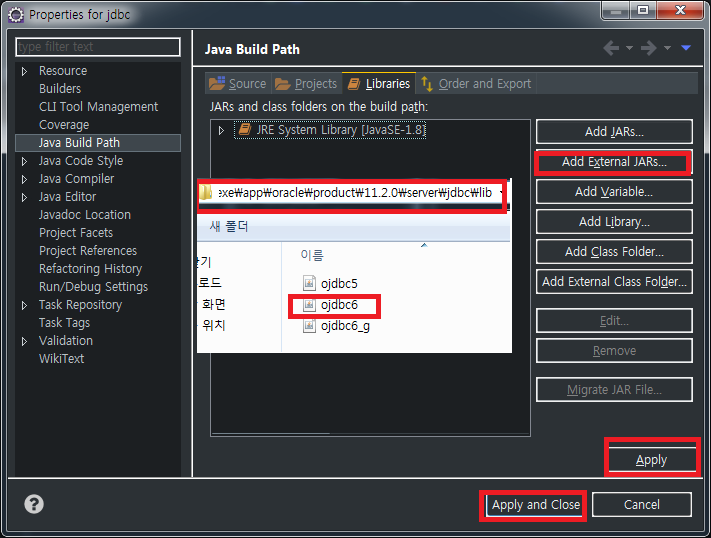 Properties for jdbc
type filter text
Resource
Builders
CLI Tool Management
Coverage
Java Build Path
Java Code Style
Java Compiler
Java Editor
Javadoc Location
Project Facets
Project References
Refactoring History
Run/Debug Settings
Task Repository
Task Tags
Validation
WikiText
Java Build Path
Source
Projects
Libraries
Order and Export
JARs and class folders on the build path:
JRE System Library [JavaSE-1.8]
exe₩app₩oracle₩product₩11.2.0₩server₩jdbc₩lib
새 폴더
이름
찾기
로드
화면
위치
ojdbc5
ojdbc6
ojdbc6_g
Add JARs...
Add External JARs...
Add Variable...
Add Library...
Add Class Folder...
Add External Class Folder...
Edit...
Remove
Migrate JAR File...
Apply
Apply and Close
Cancel